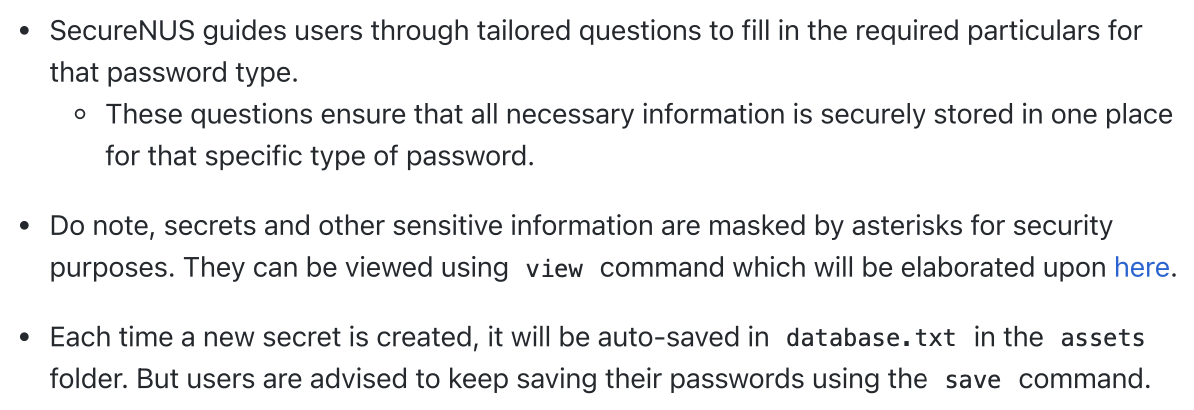 • SecureNUS guides users through tailored questions to fill in the required particulars for
that password type.
◦ These questions ensure that all necessary information is securely stored in one place
for that specific type of password.
• Do note, secrets and other sensitive information are masked by asterisks for security
purposes. They can be viewed using view command which will be elaborated upon here.
• Each time a new secret is created, it will be auto-saved in database.txt in the assets
folder. But users are advised to keep saving their passwords using the save command.